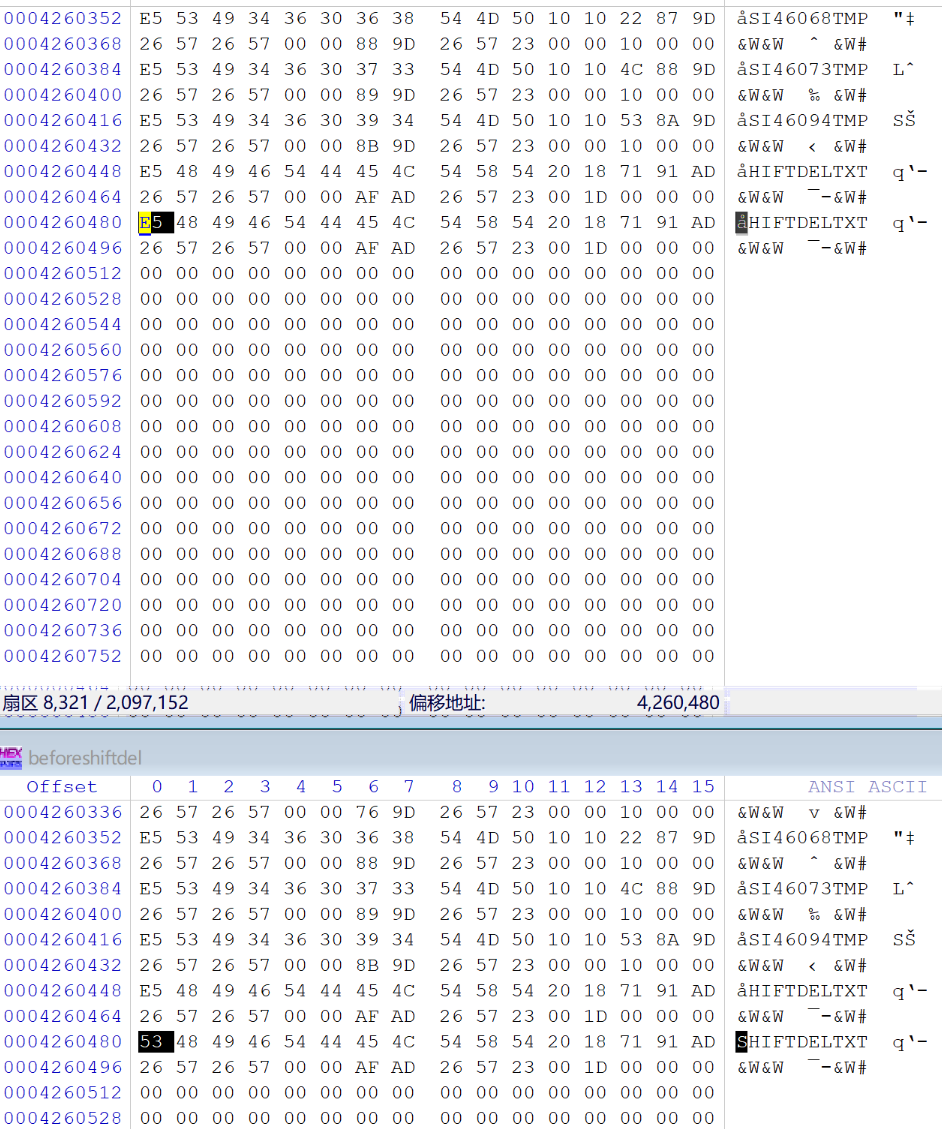 0004260352 E5 53 49 34 36 30 36 38 54 4D 50 10 10 22 87 9D åSI46068TMP "‡
0004260368 26 57 26 57 00 00 88 9D 26 57 23 00 00 10 00 00 &W&W ˆ &W#
0004260384 E5 53 49 34 36 30 37 33 54 4D 50 10 10 4C 88 9D åSI46073TMP Lˆ
0004260400 26 57 26 57 00 00 89 9D 26 57 23 00 00 10 00 00 &W&W ‰ &W#
0004260416 E5 53 49 34 36 30 39 34 54 4D 50 10 10 53 8A 9D åSI46094TMP SŠ
0004260432 26 57 26 57 00 00 8B 9D 26 57 23 00 00 10 00 00 &W&W ‹ &W#
0004260448 E5 48 49 46 54 44 45 4C 54 58 54 20 18 71 91 AD åHIFTDELTXT q‘-
0004260464 26 57 26 57 00 00 AF AD 26 57 23 00 1D 00 00 00 &W&W ¯-&W#
0004260480 E5 48 49 46 54 44 45 4C 54 58 54 20 18 71 91 AD åHIFTDELTXT q‘-
0004260496 26 57 26 57 00 00 AF AD 26 57 23 00 1D 00 00 00 &W&W ¯-&W#
0004260512 00 00 00 00 00 00 00 00 00 00 00 00 00 00 00 00
0004260528 00 00 00 00 00 00 00 00 00 00 00 00 00 00 00 00
0004260544 00 00 00 00 00 00 00 00 00 00 00 00 00 00 00 00
0004260560 00 00 00 00 00 00 00 00 00 00 00 00 00 00 00 00
0004260576 00 00 00 00 00 00 00 00 00 00 00 00 00 00 00 00
0004260592 00 00 00 00 00 00 00 00 00 00 00 00 00 00 00 00
0004260608 00 00 00 00 00 00 00 00 00 00 00 00 00 00 00 00
0004260624 00 00 00 00 00 00 00 00 00 00 00 00 00 00 00 00
0004260640 00 00 00 00 00 00 00 00 00 00 00 00 00 00 00 00
0004260656 00 00 00 00 00 00 00 00 00 00 00 00 00 00 00 00
0004260672 00 00 00 00 00 00 00 00 00 00 00 00 00 00 00 00
0004260688 00 00 00 00 00 00 00 00 00 00 00 00 00 00 00 00
0004260704 00 00 00 00 00 00 00 00 00 00 00 00 00 00 00 00
0004260720 00 00 00 00 00 00 00 00 00 00 00 00 00 00 00 00
0004260736 00 00 00 00 00 00 00 00 00 00 00 00 00 00 00 00
0004260752 00 00 00 00 00 00 00 00 00 00 00 00 00 00 00 00
扇区 8,321 / 2,097,152 偏移地址: 4,260,480
HEX beforeshiftdel
Offset 0 1 2 3 4 5 6 7 8 9 10 11 12 13 14 15 ANSI ASCII
0004260336 26 57 26 57 00 00 76 9D 26 57 23 00 00 10 00 00 &W&W v &W#
0004260352 E5 53 49 34 36 30 36 38 54 4D 50 10 10 22 87 9D åSI46068TMP "‡
0004260368 26 57 26 57 00 00 88 9D 26 57 23 00 00 10 00 00 &W&W ˆ &W#
0004260384 E5 53 49 34 36 30 37 33 54 4D 50 10 10 4C 88 9D åSI46073TMP Lˆ
0004260400 26 57 26 57 00 00 89 9D 26 57 23 00 00 10 00 00 &W&W ‰ &W#
0004260416 E5 53 49 34 36 30 39 34 54 4D 50 10 10 53 8A 9D åSI46094TMP SŠ
0004260432 26 57 26 57 00 00 8B 9D 26 57 23 00 00 10 00 00 &W&W ‹ &W#
0004260448 E5 48 49 46 54 44 45 4C 54 58 54 20 18 71 91 AD åHIFTDELTXT q‘-
0004260464 26 57 26 57 00 00 AF AD 26 57 23 00 1D 00 00 00 &W&W ¯-&W#
0004260480 53 48 49 46 54 44 45 4C 54 58 54 20 18 71 91 AD SHIFTDELTXT q‘-
0004260496 26 57 26 57 00 00 AF AD 26 57 23 00 1D 00 00 00 &W&W ¯-&W#
0004260512 00 00 00 00 00 00 00 00 00 00 00 00 00 00 00 00
0004260528 00 00 00 00 00 00 00 00 00 00 00 00 00 00 00 00